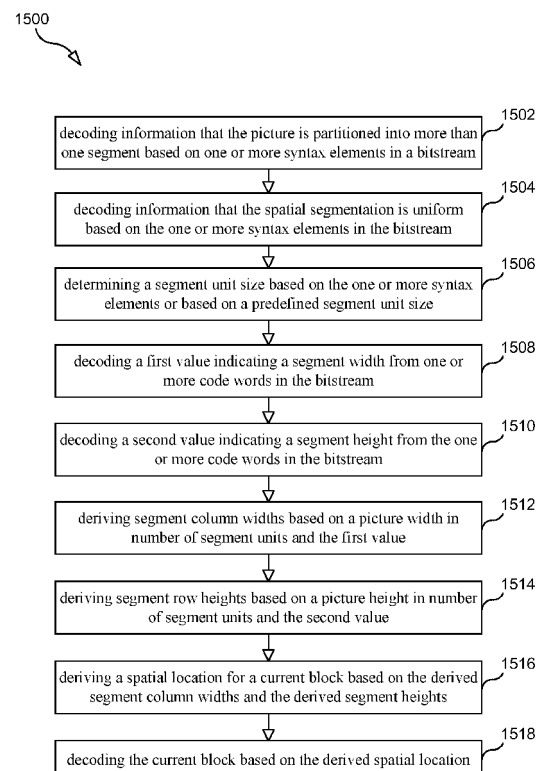 1500
1502
decoding information that the picture is partitioned into more than
one segment based on one or more syntax elements in a bitstream
1504
decoding information that the spatial segmentation is uniform
based on the one or more syntax elements in the bitstream
1506
determining a segment unit size based on the one or more syntax
elements or based on a predefined segment unit size
1508
decoding a first value indicating a segment width from one or
more code words in the bitstream
1510
decoding a second value indicating a segment height from the one
or more code words in the bitstream
1512
deriving segment column widths based on a picture width in
number of segment units and the first value
1514
deriving segment row heights based on a picture height in number
of segment units and the second value
1516
deriving a spatial location for a current block based on the derived
segment column widths and the derived segment heights
1518
decoding the current block based on the derived spatial location